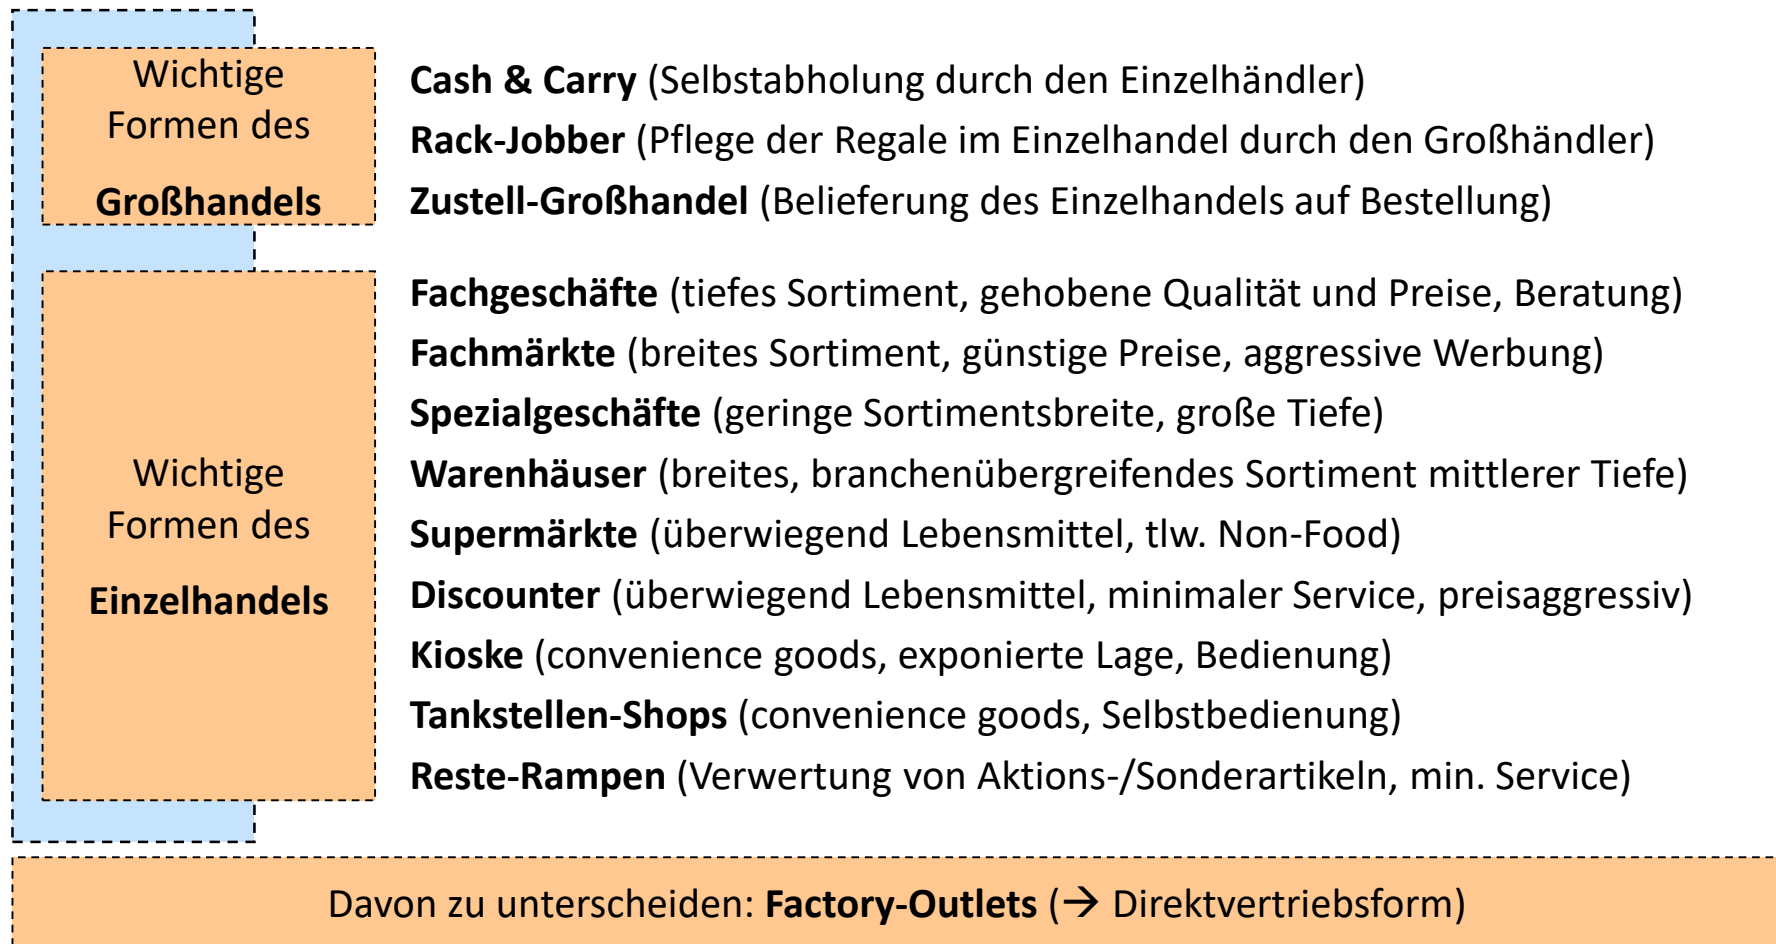 Wichtige
Formen des
Großhandels
Cash & Carry (Selbstabholung durch den Einzelhändler)
Rack-Jobber (Pflege der Regale im Einzelhandel durch den Großhändler)
Zustell-Großhandel (Belieferung des Einzelhandels auf Bestellung)
Wichtige
Formen des
Einzelhandels
Fachgeschäfte (tiefes Sortiment, gehobene Qualität und Preise, Beratung)
Fachmärkte (breites Sortiment, günstige Preise, aggressive Werbung)
Spezialgeschäfte (geringe Sortimentsbreite, große Tiefe)
Warenhäuser (breites, branchenübergreifendes Sortiment mittlerer Tiefe)
Supermärkte (überwiegend Lebensmittel, tlw. Non-Food)
Discounter (überwiegend Lebensmittel, minimaler Service, preisaggressiv)
Kioske (convenience goods, exponierte Lage, Bedienung)
Tankstellen-Shops (convenience goods, Selbstbedienung)
Reste-Rampen (Verwertung von Aktions-/Sonderartikeln, min. Service)
Davon zu unterscheiden: Factory-Outlets (→ Direktvertriebsform)